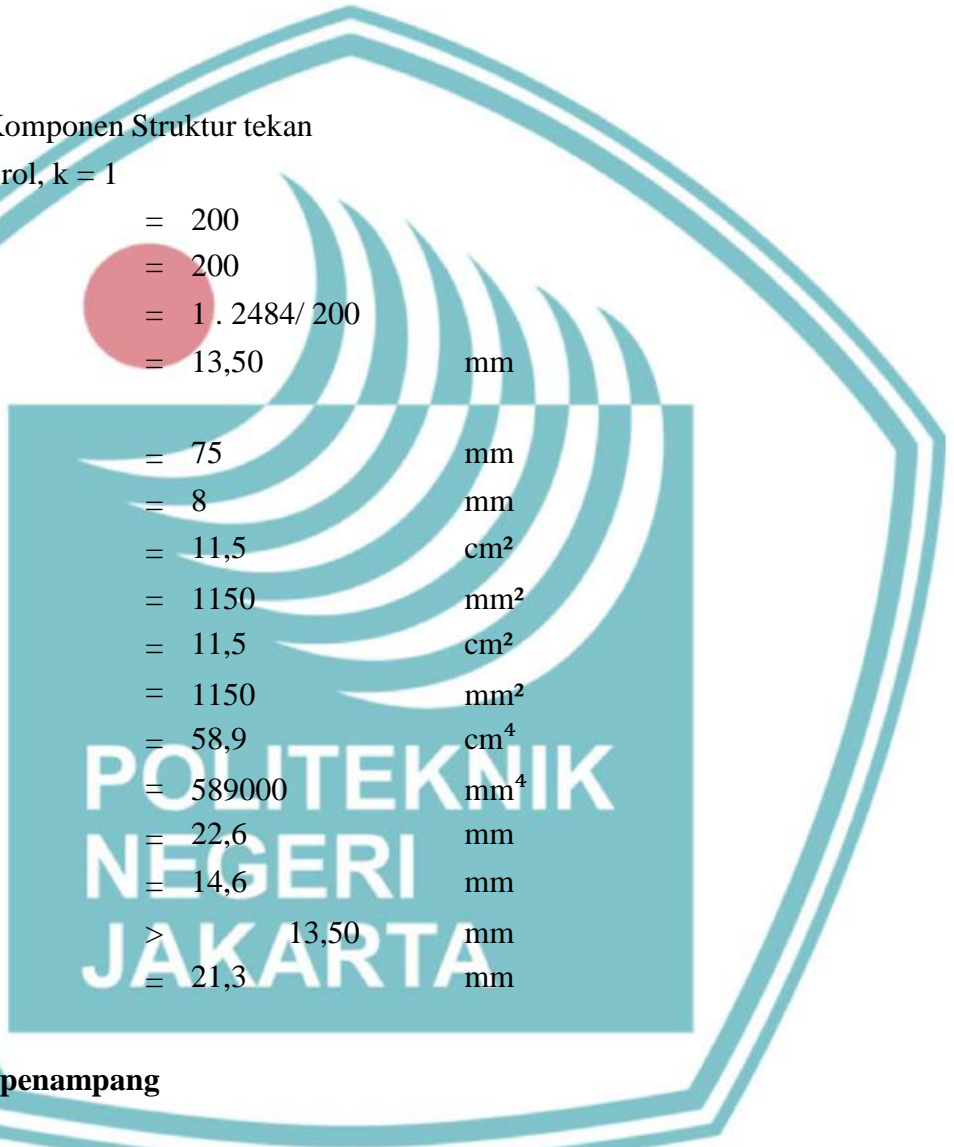 Komponen Struktur tekan
rol, k = 1
= 200
= 200
= 1 . 2484/ 200
= 13,50 mm
= 75 mm
= 8 mm
= 11,5 cm²
= 1150 mm²
= 11,5 cm²
= 1150 mm²
= 58,9 cm⁴
= 589000 mm⁴
= 22,6 mm
= 14,6 mm
> 13,50 mm
= 21,3 mm
POLITEKNIK
NEGERI
JAKARTA
penampang